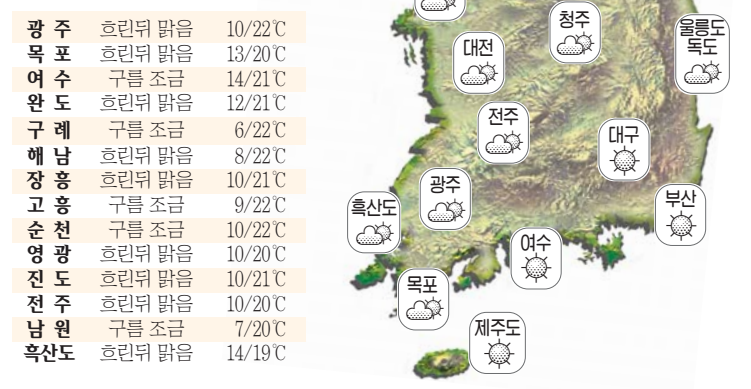 광 주 흐린뒤 맑음 10/22℃
목 포 흐린뒤 맑음 13/20℃
여 수 구름 조금 14/21℃
완 도 흐린뒤 맑음 12/21℃
구 례 구름 조금 6/22℃
해 남 흐린뒤 맑음 8/22℃
장 흥 흐린뒤 맑음 10/21℃
고 흥 구름 조금 9/22℃
순 천 구름 조금 10/22℃
영 광 흐린뒤 맑음 10/20℃
진 도 흐린뒤 맑음 10/21℃
전 주 흐린뒤 맑음 10/20℃
남 원 구름 조금 7/20℃
흑산도 흐린뒤 맑음 14/19℃
청주
울릉도
독도
대전
전주
대구
광주
흑산도
부산
여수
목포
제주도